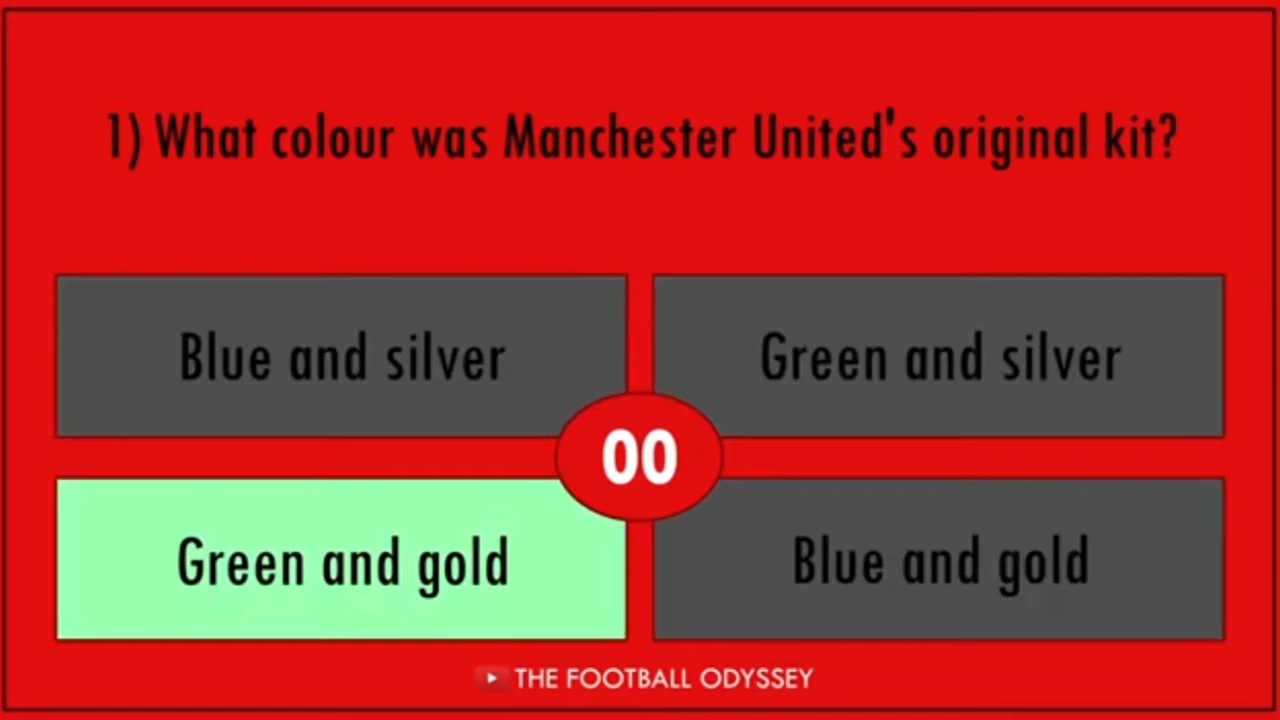 1) What colour was Manchester United's original kit?
Blue and silver
Green and silver
00
Green and gold
Blue and gold
THE FOOTBALL ODYSSEY